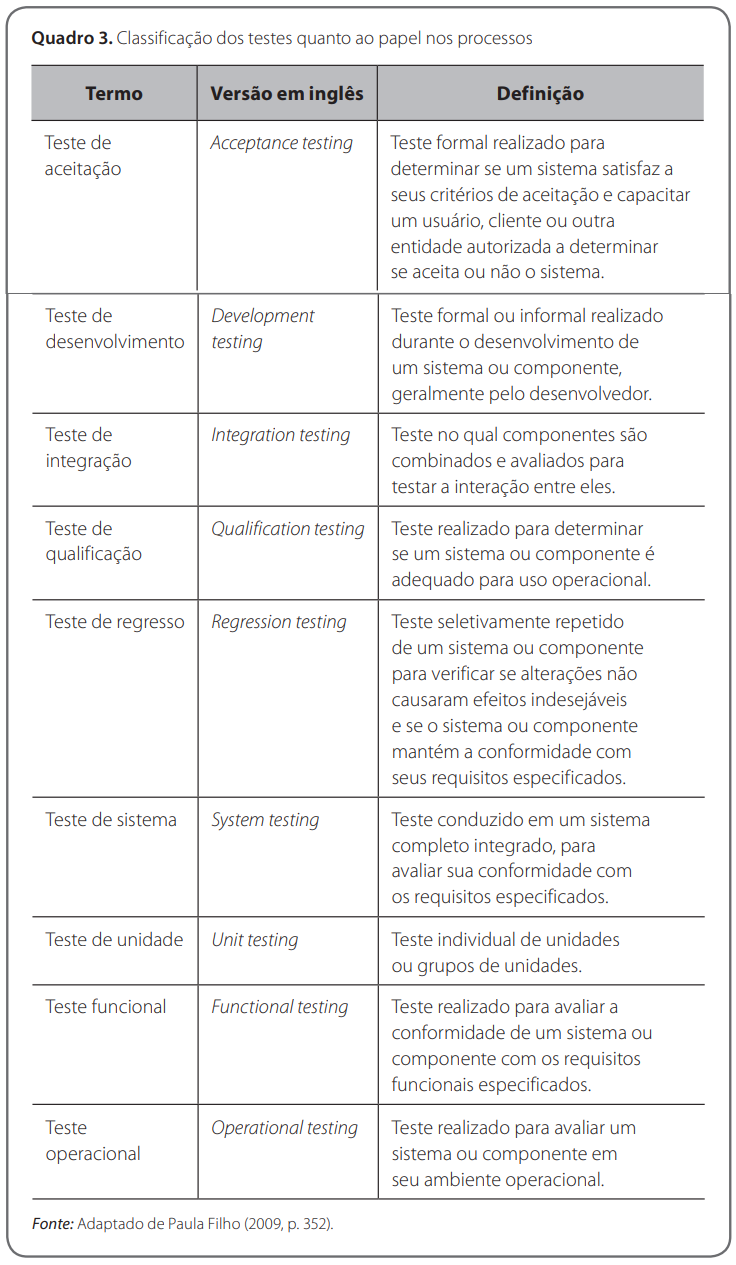 Quadro 3. Classificação dos testes quanto ao papel nos processos
Termo Versão em inglês Definição
Teste de aceitação Acceptance testing Teste formal realizado para
determinar se um sistema satisfaz a
seus critérios de aceitação e capacitar
um usuário, cliente ou outra
entidade autorizada a determinar
se aceita ou não o sistema.
Teste de desenvolvimento Development testing Teste formal ou informal realizado
durante o desenvolvimento de
um sistema ou componente,
geralmente pelo desenvolvedor.
Teste de integração Integration testing Teste no qual componentes são
combinados e avaliados para
testar a interação entre eles.
Teste de qualificação Qualification testing Teste realizado para determinar
se um sistema ou componente é
adequado para uso operacional.
Teste de regresso Regression testing Teste seletivamente repetido
de um sistema ou componente
para verificar se alterações não
causaram efeitos indesejáveis
e se o sistema ou componente
mantém a conformidade com
seus requisitos especificados.
Teste de sistema System testing Teste conduzido em um sistema
completo integrado, para
avaliar sua conformidade com
os requisitos especificados.
Teste de unidade Unit testing Teste individual de unidades
ou grupos de unidades.
Teste funcional Functional testing Teste realizado para avaliar a
conformidade de um sistema ou
componente com os requisitos
funcionais especificados.
Teste operacional Operational testing Teste realizado para avaliar um
sistema ou componente em
seu ambiente operacional.
Fonte: Adaptado de Paula Filho (2009, p. 352).